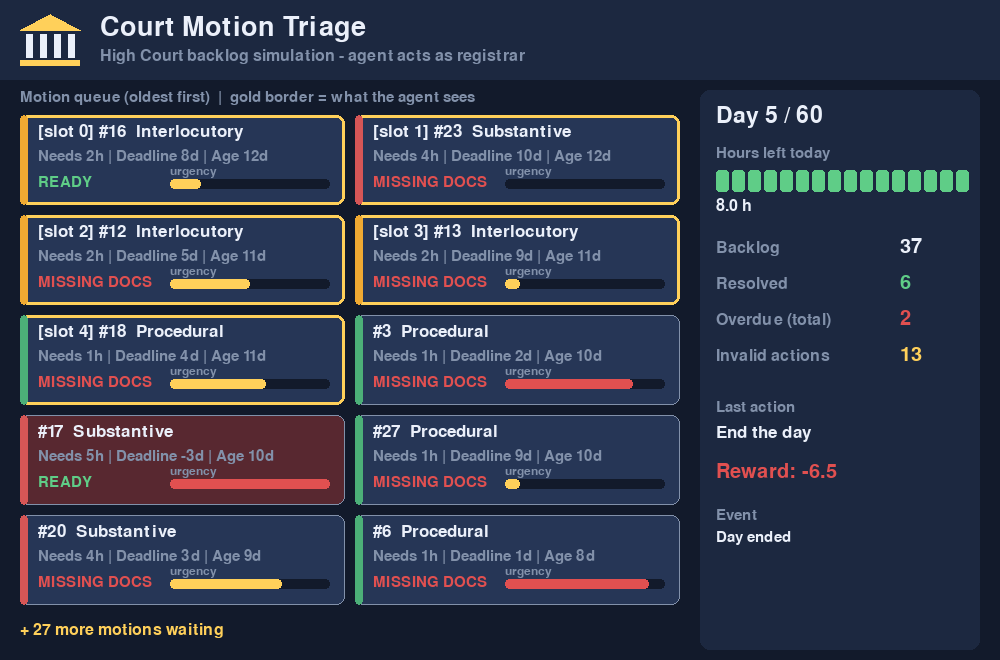 Court Motion Triage
High Court backlog simulation - agent acts as registrar
Motion queue (oldest first) | gold border = what the agent sees
[slot 0] #16 Interlocutory
Needs 2h | Deadline 8d | Age 12d
urgency
READY
[slot 1] #23 Substantive
Needs 4h | Deadline 10d | Age 12d
urgency
MISSING DOCS
[slot 2] #12 Interlocutory
Needs 2h | Deadline 5d | Age 11d
urgency
MISSING DOCS
[slot 3] #13 Interlocutory
Needs 2h | Deadline 9d | Age 11d
urgency
MISSING DOCS
[slot 4] #18 Procedural
Needs 1h | Deadline 4d | Age 11d
urgency
MISSING DOCS
#3 Procedural
Needs 1h | Deadline 2d | Age 10d
urgency
MISSING DOCS
#17 Substantive
Needs 5h | Deadline -3d | Age 10d
urgency
READY
#27 Procedural
Needs 1h | Deadline 9d | Age 10d
urgency
MISSING DOCS
#20 Substantive
Needs 4h | Deadline 3d | Age 9d
urgency
MISSING DOCS
#6 Procedural
Needs 1h | Deadline 1d | Age 8d
urgency
MISSING DOCS
+ 27 more motions waiting
Day 5 / 60
Hours left today
8.0 h
Backlog 37
Resolved 6
Overdue (total) 2
Invalid actions 13
Last action
End the day
Reward: -6.5
Event
Day ended